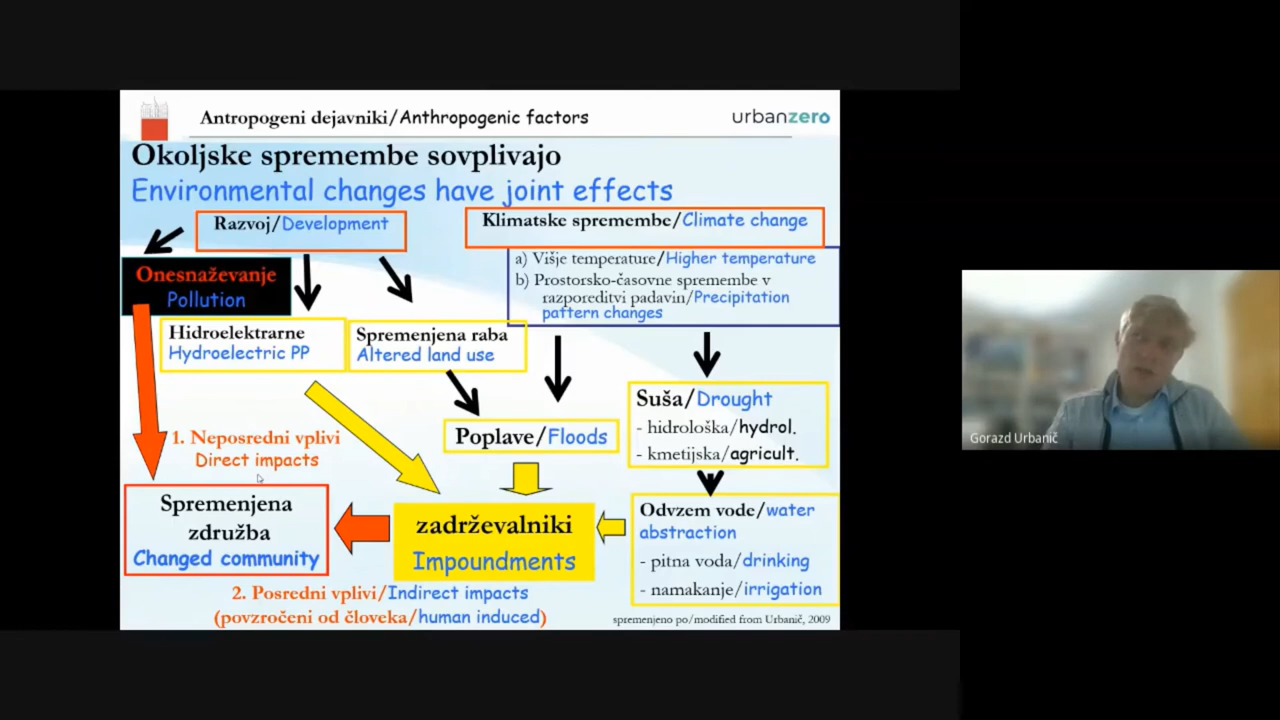 Antropogeni dejavniki/Anthropogenic factors
urbanzero
Okoljske spremembe sovplivajo
Environmental changes have joint effects
Razvoj/Development
Klimatske spremembe/Climate change
a) Višje temperature/Higher temperature
b) Prostorsko-časovne spremembe v
razporeditvi padavin/Precipitation
pattern changes
Onesnaževanje
Pollution
Hidroelektrarne
Hydroelectric PP
Spremenjena raba
Altered land use
Suša/Drought
- hidrološka/hydrol.
- kmetijska/agricult.
Poplave/Floods
1. Neposredni vplivi
Direct impacts
Spremenjena
združba
Changed community
zadrževalniki
Impoundments
Odvzem vode/water
abstraction
- pitna voda/drinking
- namakanje/irrigation
2. Posredni vplivi/Indirect impacts
(povzročeni od človeka/human induced)
spremenjeno po/modified from Urbanič, 2009
Gorazd Urbanič